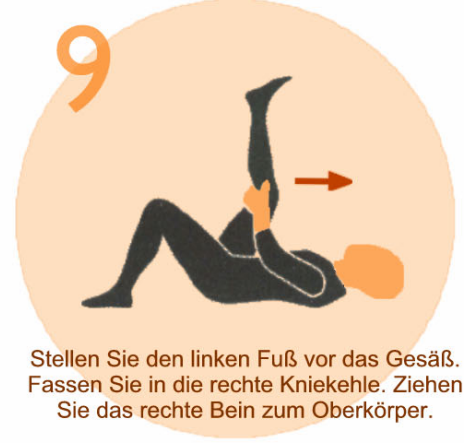 9
Stellen Sie den linken Fuß vor das Gesäß.
Fassen Sie in die rechte Kniekehle. Ziehen
Sie das rechte Bein zum Oberkörper.